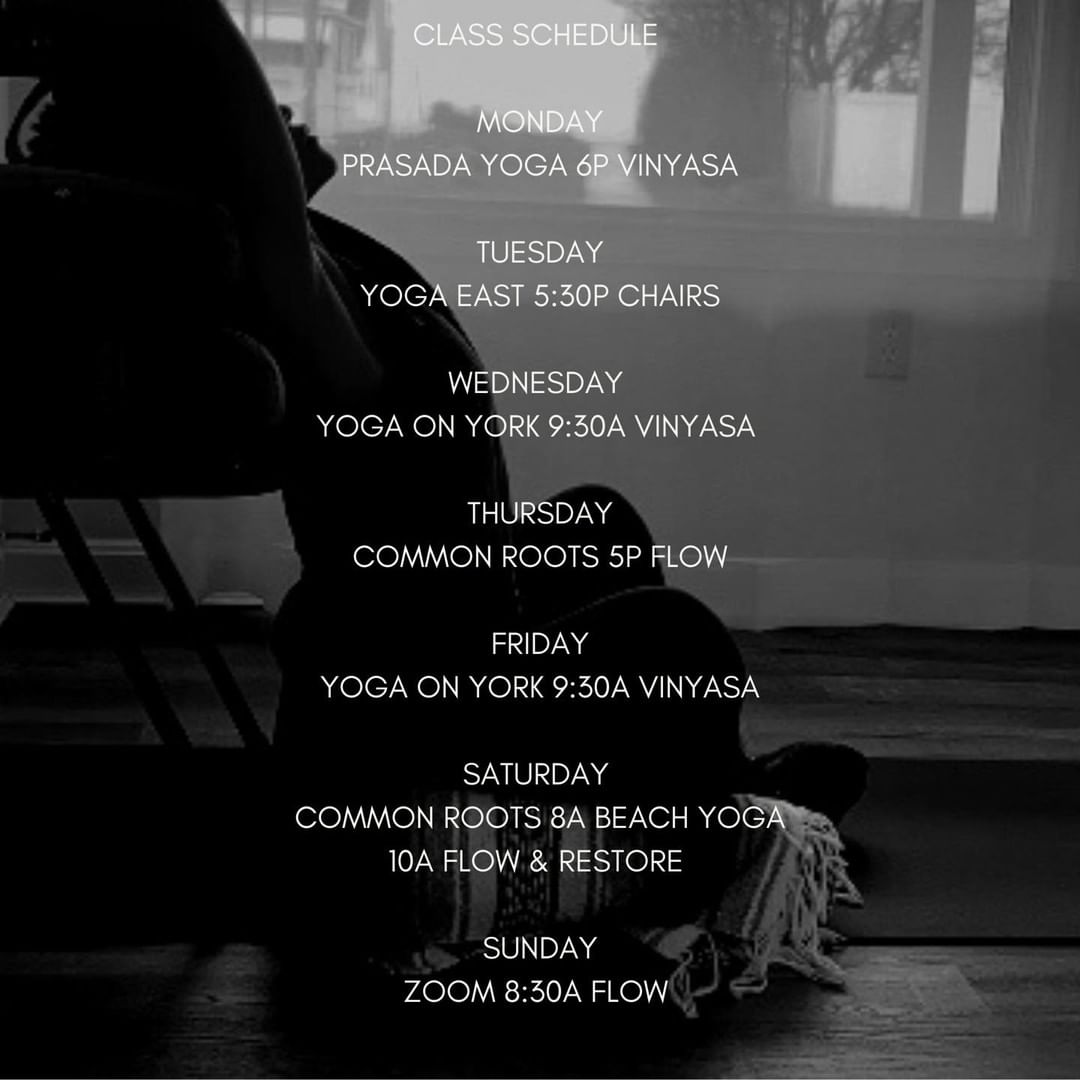 CLASS SCHEDULE
MONDAY
PRASADA YOGA 6P VINYASA
TUESDAY
YOGA EAST 5:30P CHAIRS
WEDNESDAY
YOGA ON YORK 9:30A VINYASA
THURSDAY
COMMON ROOTS 5P FLOW
FRIDAY
YOGA ON YORK 9:30A VINYASA
SATURDAY
COMMON ROOTS 8A BEACH YOGA
10A FLOW & RESTORE
SUNDAY
ZOOM 8:30A FLOW